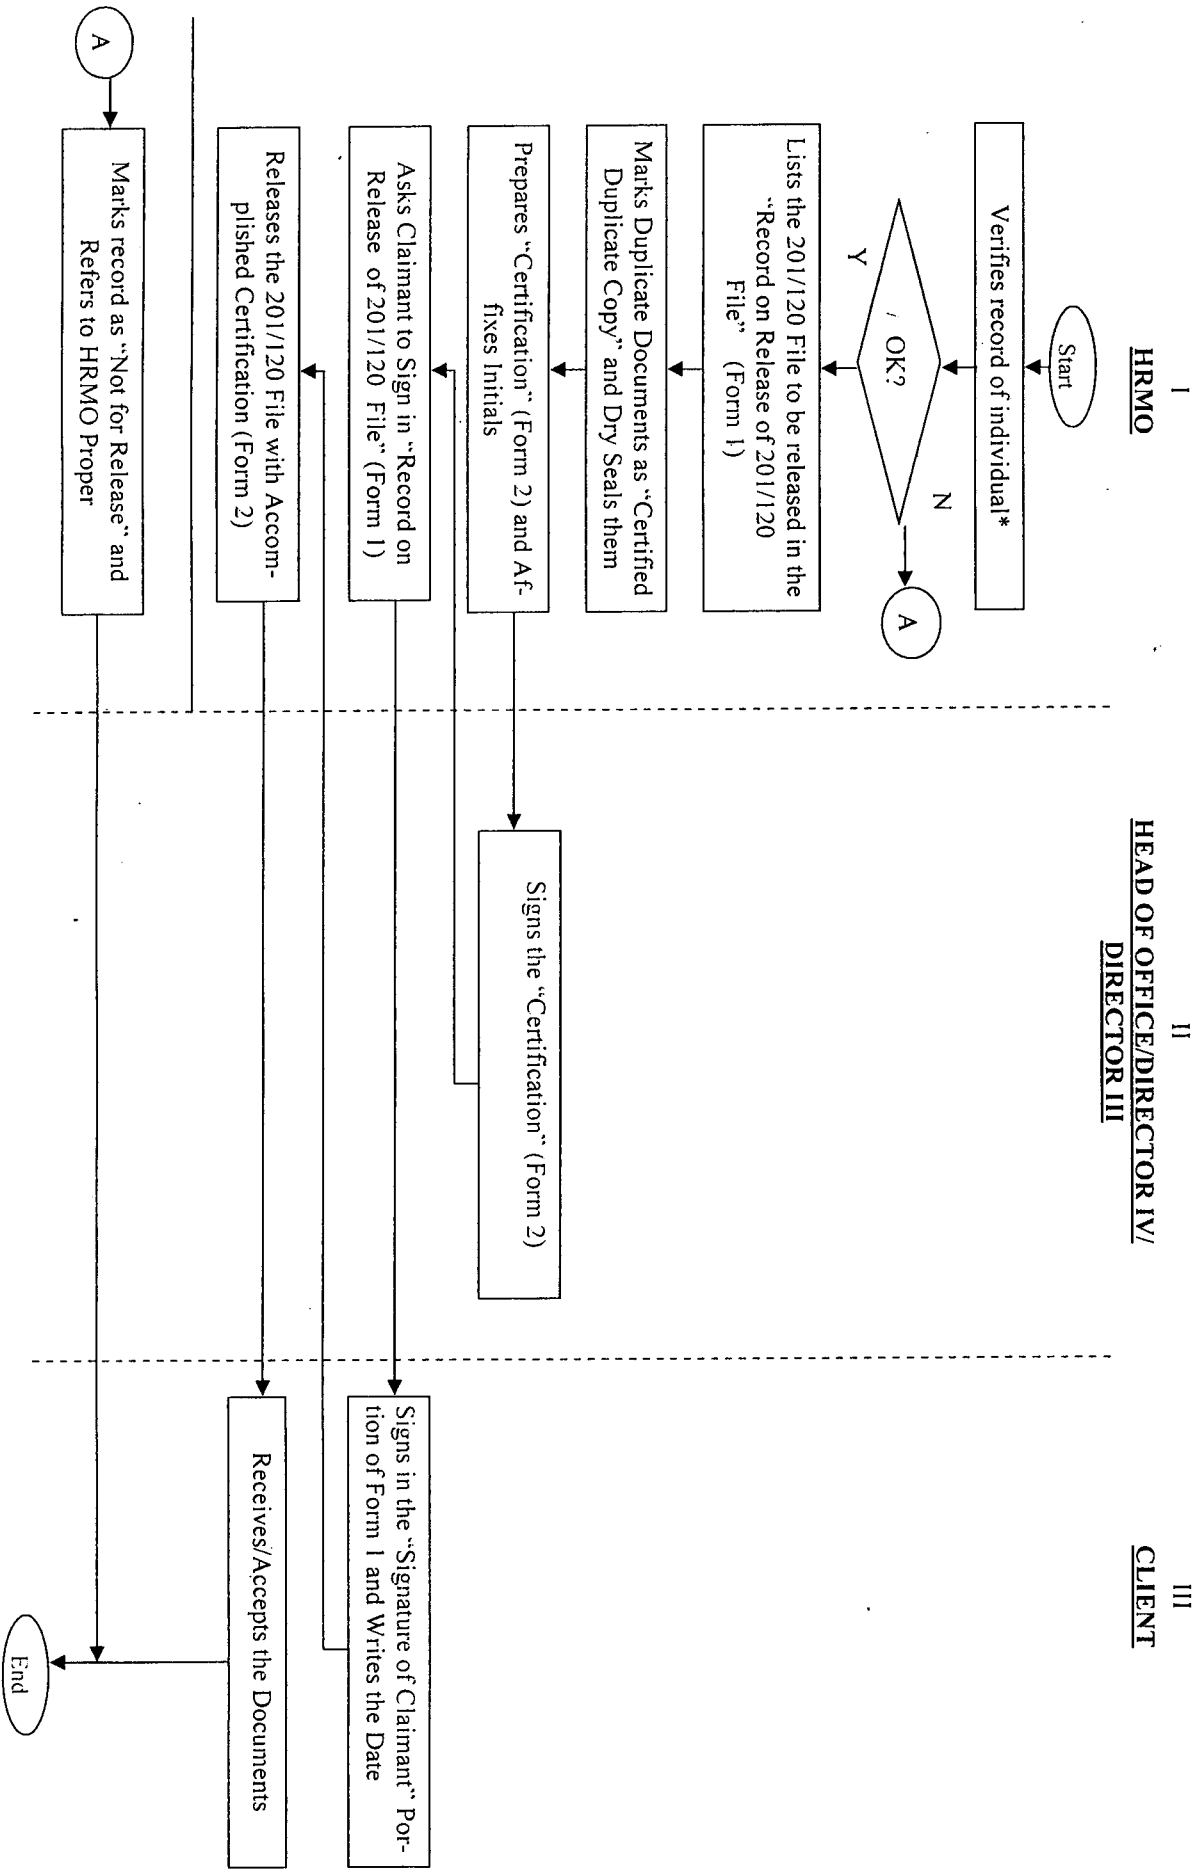 I
HRMO
II
HEAD OF OFFICE/DIRECTOR IV/
DIRECTOR III
III
CLIENT
Start
Verifies record of individual*
OK?
N
A
Y
Lists the 201/120 File to be released in the
“Record on Release of 201/120
File” (Form 1)
Marks Duplicate Documents as “Certified
Duplicate Copy” and Dry Seals them
Prepares “Certification” (Form 2) and Af-
fixes Initials
Signs the “Certification” (Form 2)
Asks Claimant to Sign in “Record on
Release of 201/120 File” (Form 1)
Signs in the “Signature of Claimant” Por-
tion of Form 1 and Writes the Date
Releases the 201/120 File with Accom-
plished Certification (Form 2)
Receives/Accepts the Documents
A
Marks record as “Not for Release” and
Refers to HRMO Proper
End